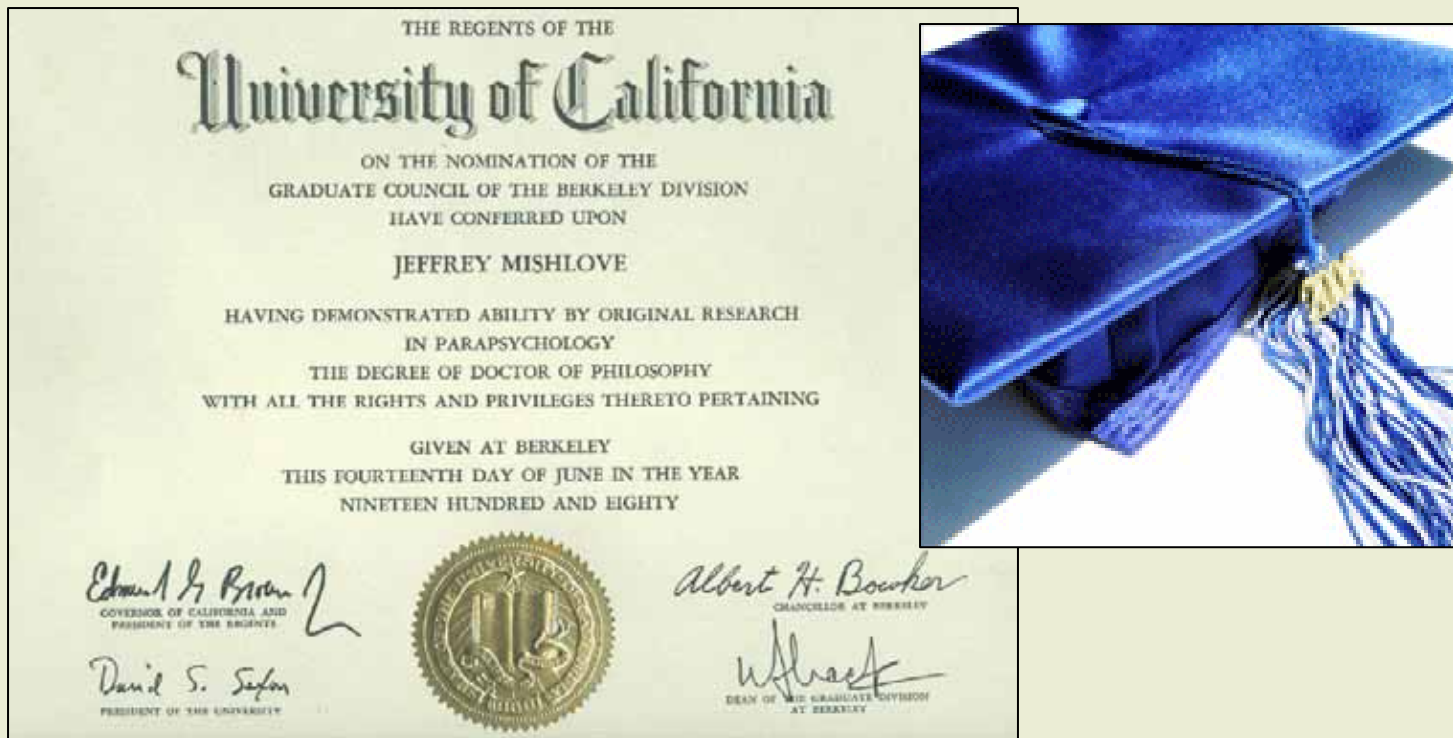 THE REGENTS OF THE
University of California
ON THE NOMINATION OF THE
GRADUATE COUNCIL OF THE BERKELEY DIVISION
HAVE CONFERRED UPON
JEFFREY MISHLOVE
HAVING DEMONSTRATED ABILITY BY ORIGINAL RESEARCH
IN PARAPSYCHOLOGY
THE DEGREE OF DOCTOR OF PHILOSOPHY
WITH ALL THE RIGHTS AND PRIVILEGES THERETO PERTAINING
GIVEN AT BERKELEY
THIS FOURTEENTH DAY OF JUNE IN THE YEAR
NINETEEN HUNDRED AND EIGHTY
Edmund G Brown Jr
GOVERNOR OF CALIFORNIA AND
PRESIDENT OF THE REGENTS
David S. Saxon
PRESIDENT OF THE UNIVERSITY
Albert H. Bowker
CHANCELLOR AT BERKELEY
DEAN OF THE GRADUATE DIVISION
AT BERKELEY